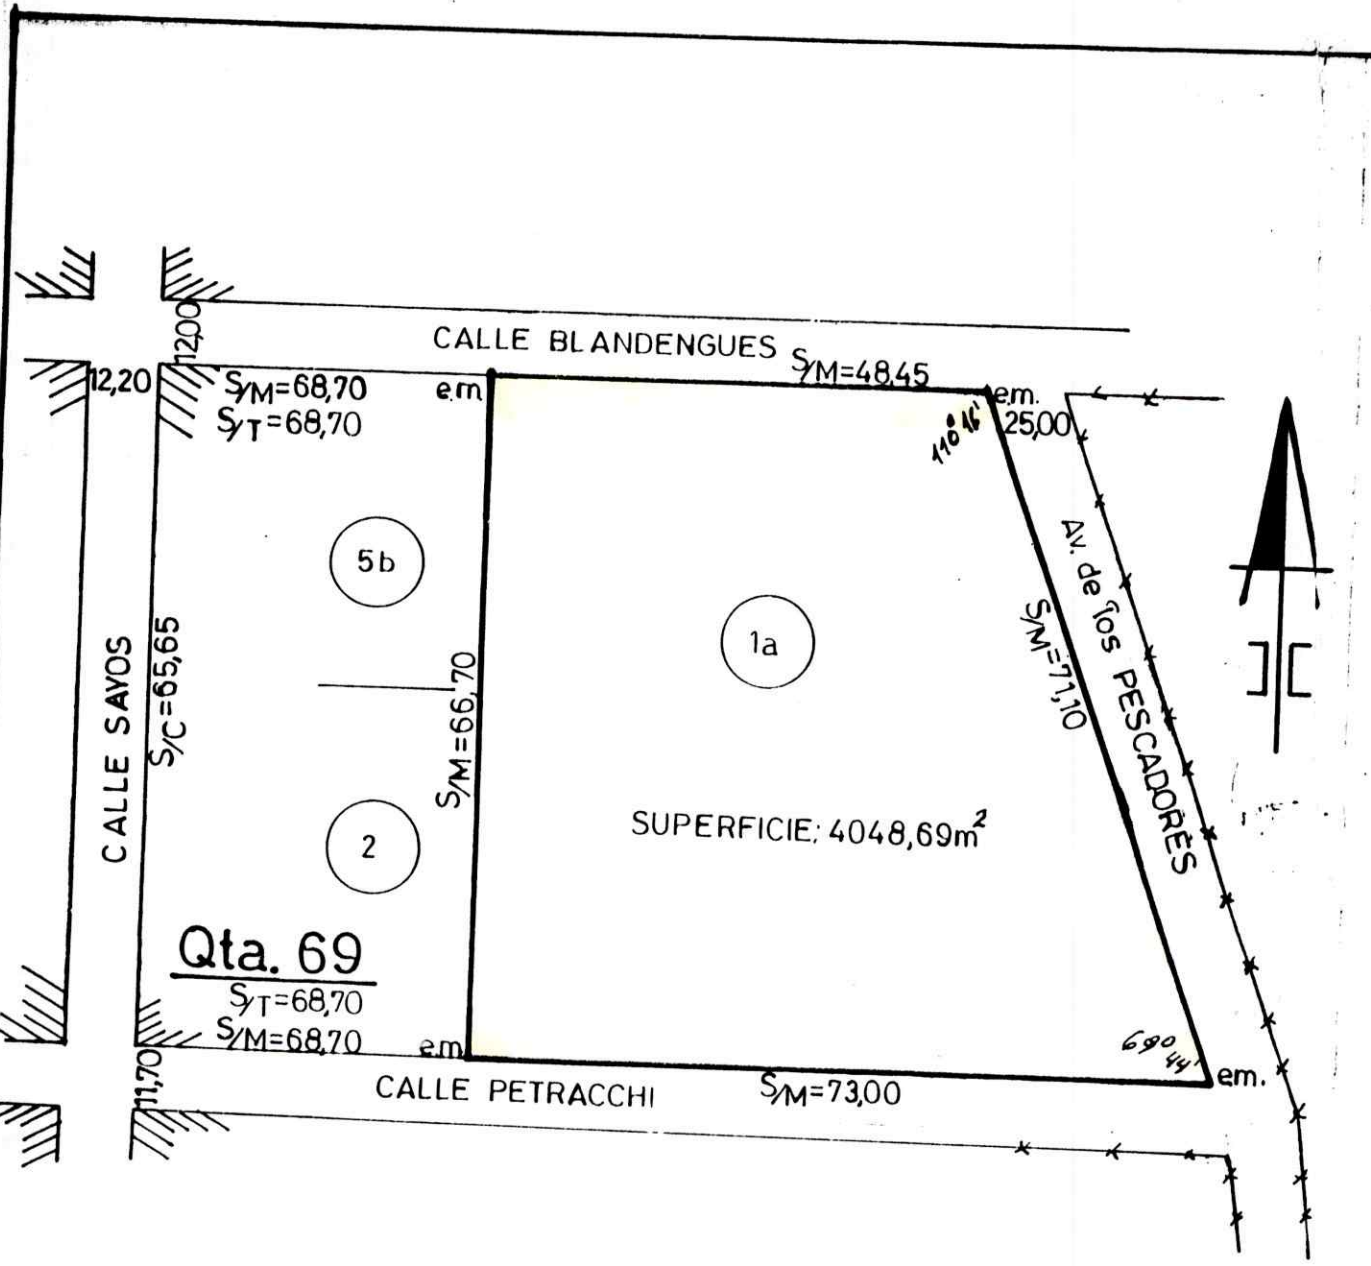 CALLE BLANDENGUES
12,00
12,20
S/M=68,70
S/T=68,70
e.m
S/M=48,45
e.m.
25,00
110° 16'
5b
1a
Av. de los PESCADORES
S/M=71,10
CALLE SAYOS
S/C=65,65
S/M=66,70
SUPERFICIE: 4048,69m²
2
Qta. 69
S/T=68,70
S/M=68,70
e.m
69° 44'
em.
11,70
CALLE PETRACCHI
S/M=73,00